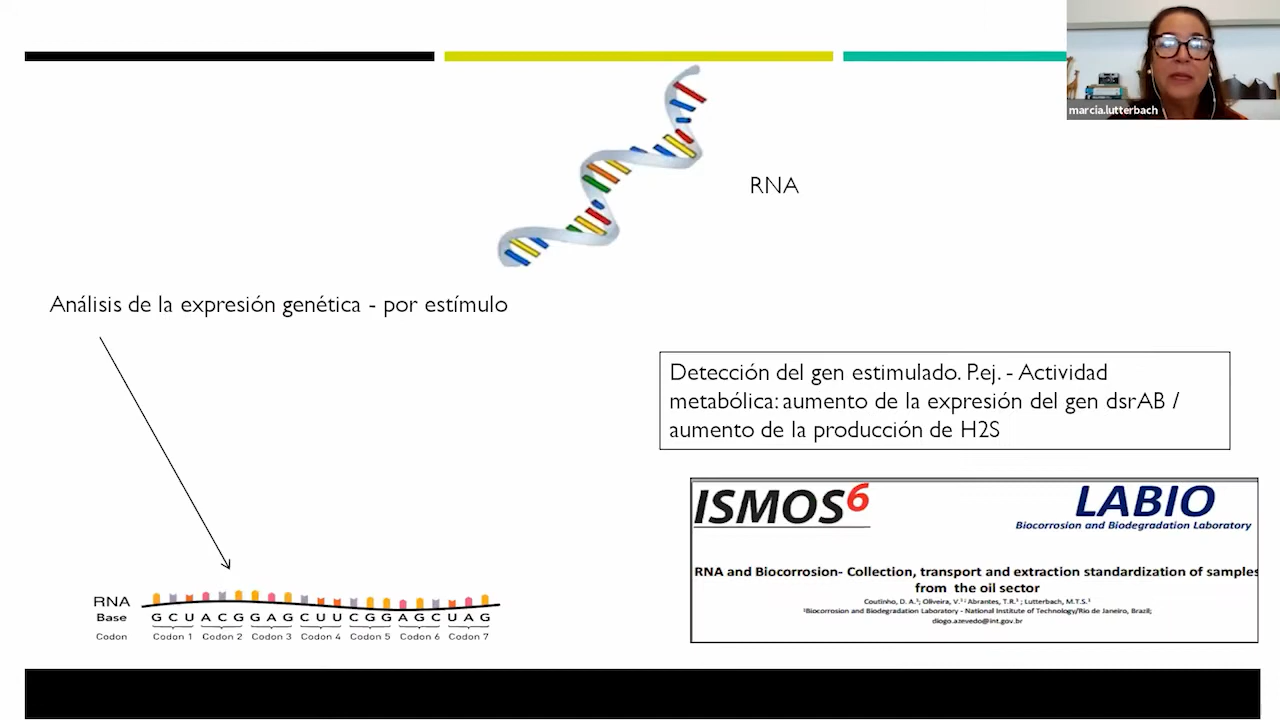 marcia.lutterbach
RNA
Análisis de la expresión genética - por estímulo
Detección del gen estimulado. P.ej. - Actividad
metabólica: aumento de la expresión del gen dsrAB /
aumento de la producción de H2S
ISMOS6
LABIO
Biocorrosion and Biodegradation Laboratory
RNA and Biocorrosion- Collection, transport and extraction standardization of samples
from the oil sector
Coutinho, D. A.¹; Oliveira, V.¹; Abrantes, T.R.¹ ; Lutterbach, M.T.S.¹
¹Biocorrosion and Biodegradation Laboratory - National Institute of Technology/Rio de Janeiro, Brazil;
diogo.azevedo@int.gov.br
RNA
Base G C U A C G G A G C U U C G G A G C U A G
Codon Codon 1 Codon 2 Codon 3 Codon 4 Codon 5 Codon 6 Codon 7